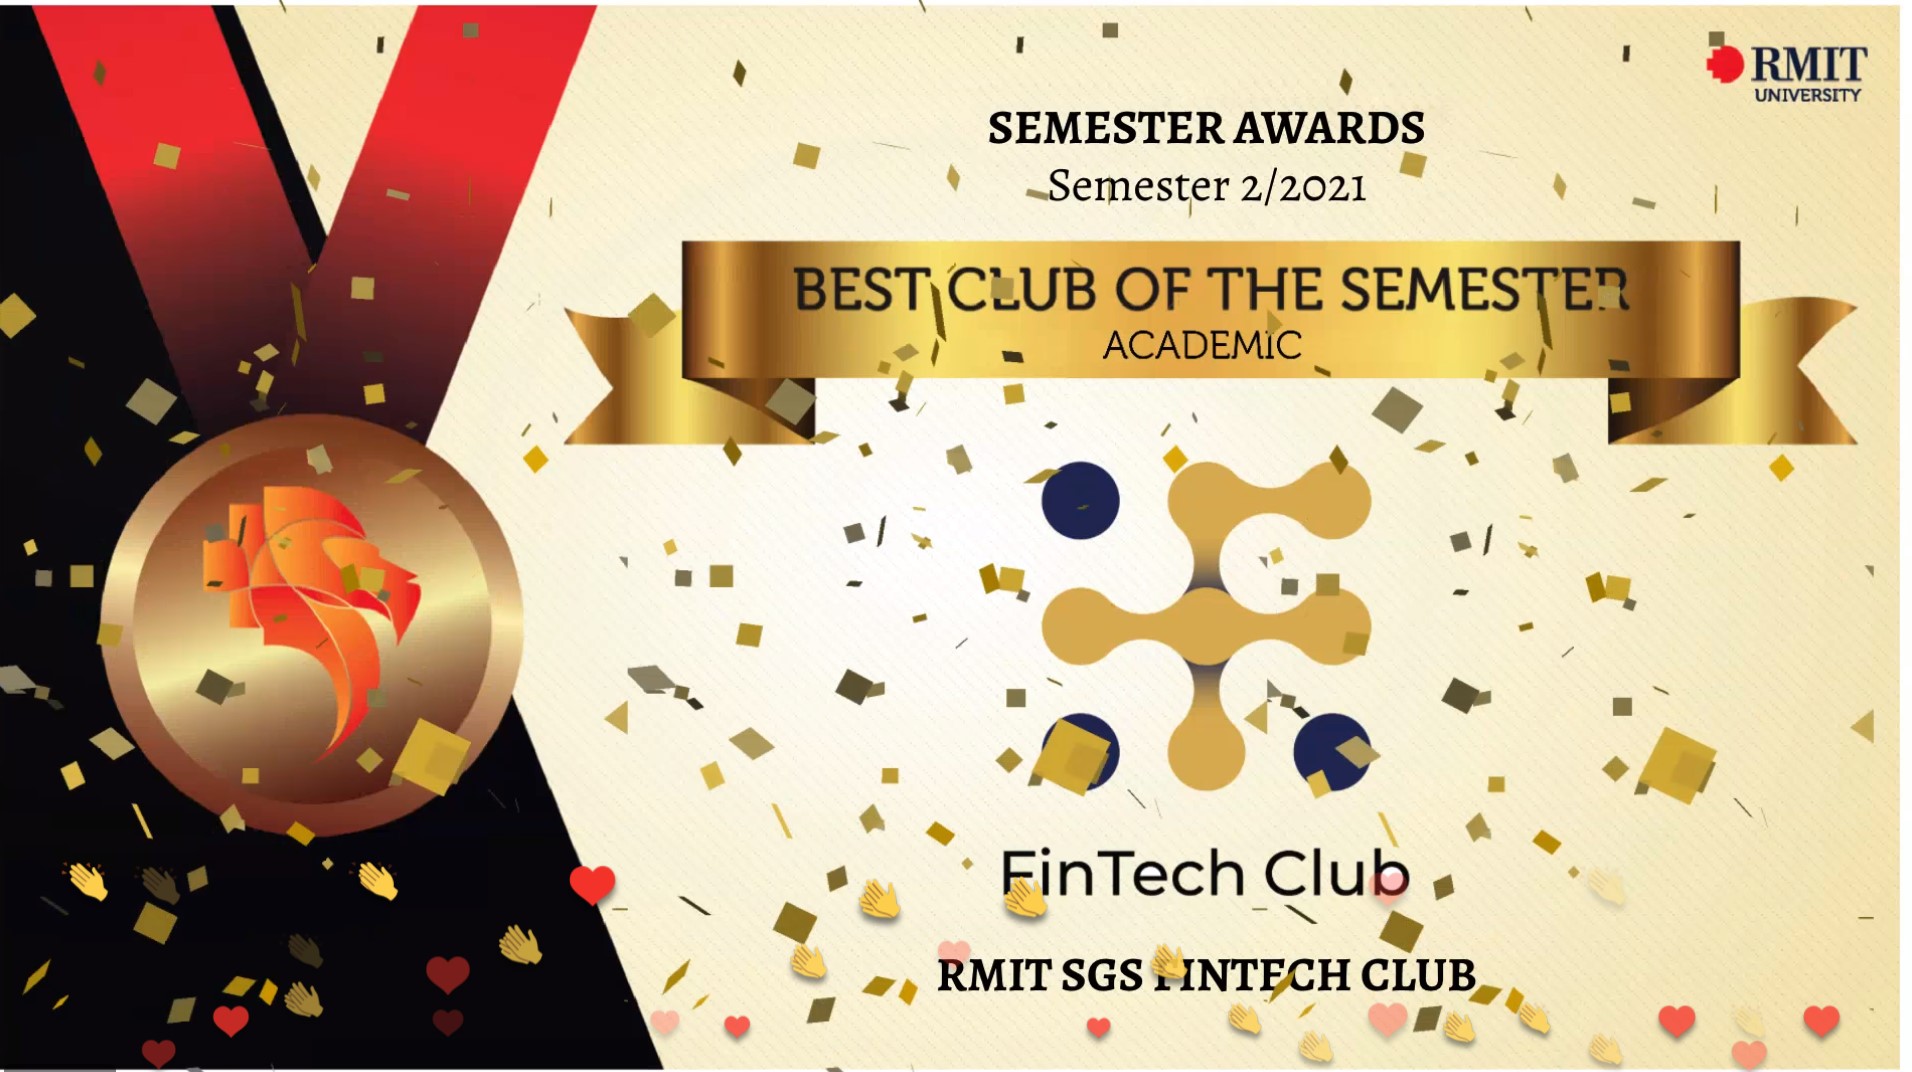 RMIT
UNIVERSITY
SEMESTER AWARDS
Semester 2/2021
BEST CLUB OF THE SEMESTER
ACADEMIC
FinTech Club
RMIT SGS FINTECH CLUB